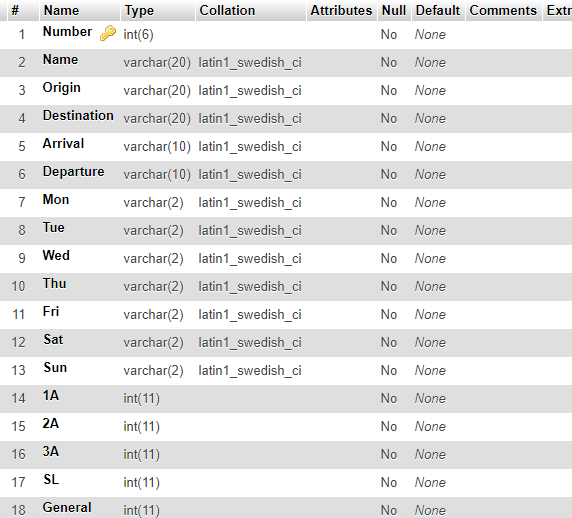 # Name Type Collation Attributes Null Default Comments Extr
1 Number int(6) No None
2 Name varchar(20) latin1_swedish_ci No None
3 Origin varchar(20) latin1_swedish_ci No None
4 Destination varchar(20) latin1_swedish_ci No None
5 Arrival varchar(10) latin1_swedish_ci No None
6 Departure varchar(10) latin1_swedish_ci No None
7 Mon varchar(2) latin1_swedish_ci No None
8 Tue varchar(2) latin1_swedish_ci No None
9 Wed varchar(2) latin1_swedish_ci No None
10 Thu varchar(2) latin1_swedish_ci No None
11 Fri varchar(2) latin1_swedish_ci No None
12 Sat varchar(2) latin1_swedish_ci No None
13 Sun varchar(2) latin1_swedish_ci No None
14 1A int(11) No None
15 2A int(11) No None
16 3A int(11) No None
17 SL int(11) No None
18 General int(11) No None